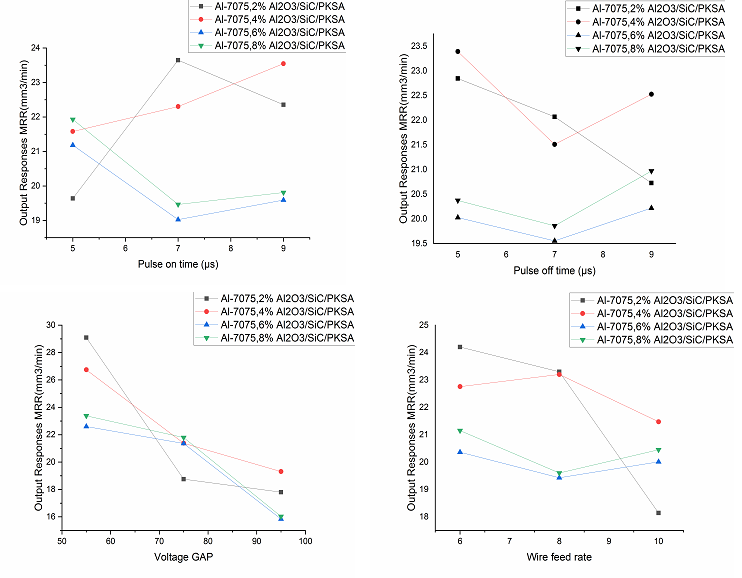 Al-7075,2% Al2O3/SiC/PKSA
Al-7075,4% Al2O3/SiC/PKSA
Al-7075,6% Al2O3/SiC/PKSA
Al-7075,8% Al2O3/SiC/PKSA
24
23
22
21
20
19
Output Responses MRR(mm3/min)
5 6 7 8 9
Pulse on time (µs)
Al-7075,2% Al2O3/SiC/PKSA
Al-7075,4% Al2O3/SiC/PKSA
Al-7075,6% Al2O3/SiC/PKSA
Al-7075,8% Al2O3/SiC/PKSA
23.5
23.0
22.5
22.0
21.5
21.0
20.5
20.0
19.5
Output Responses MRR(mm3/min)
5 6 7 8 9
Pulse off time (µs)
Al-7075,2% Al2O3/SiC/PKSA
Al-7075,4% Al2O3/SiC/PKSA
Al-7075,6% Al2O3/SiC/PKSA
Al-7075,8% Al2O3/SiC/PKSA
30
28
26
24
22
20
18
16
Output Responses MRR(mm3/min)
50 60 70 80 90 100
Voltage GAP
Al-7075,2% Al2O3/SiC/PKSA
Al-7075,4% Al2O3/SiC/PKSA
Al-7075,6% Al2O3/SiC/PKSA
Al-7075,8% Al2O3/SiC/PKSA
25
24
23
22
21
20
19
18
Output Responses MRR(mm3/min)
6 7 8 9 10
Wire feed rate